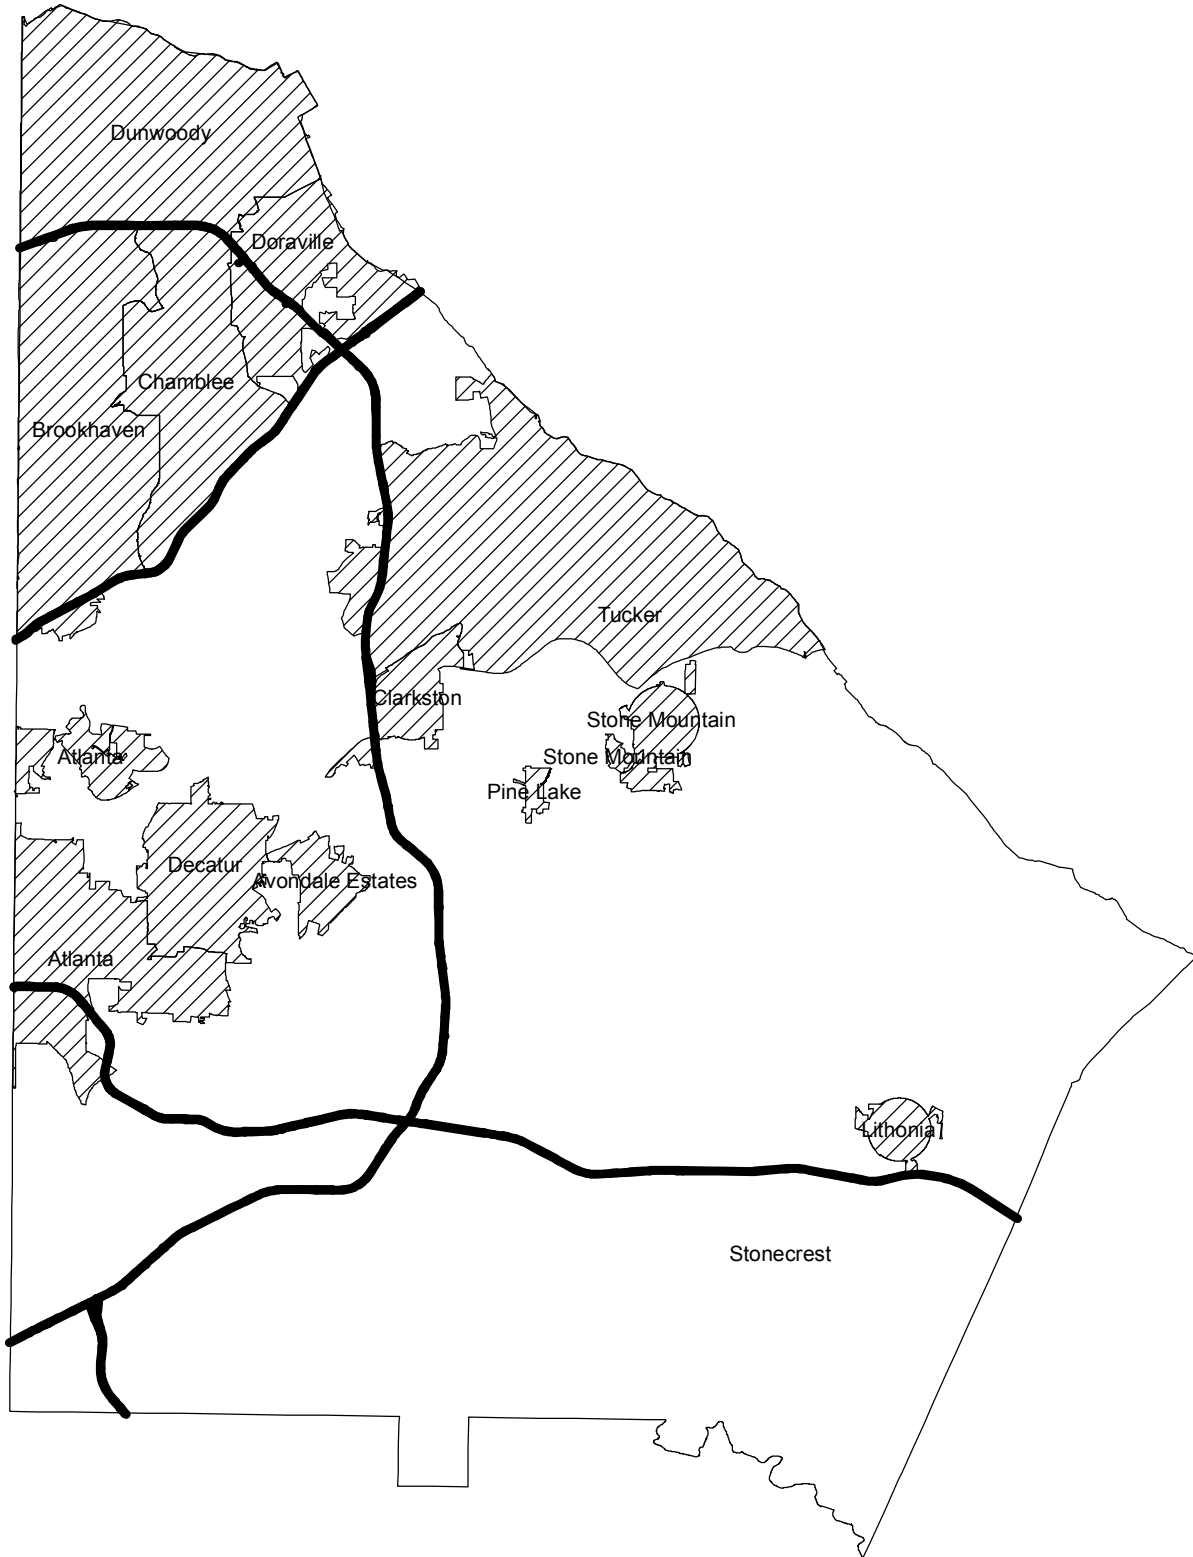 Dunwoody
Doraville
Chamblee
Brookhaven
Tucker
Clarkston
Stone Mountain
Atlanta
Stone Mountain
Pine Lake
Decatur
Avondale Estates
Atlanta
Lithonia
Stonecrest